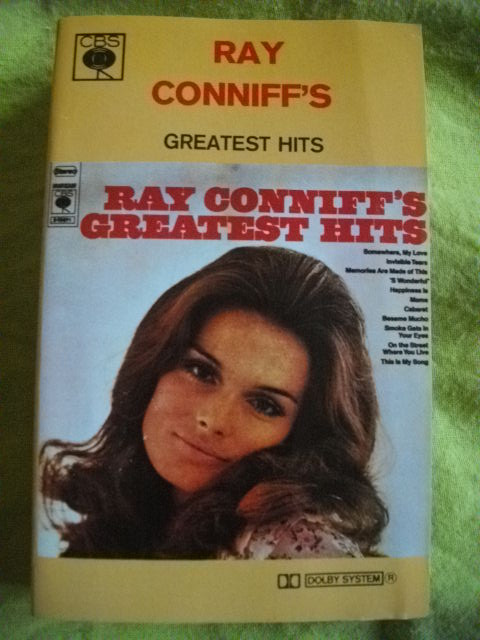 CBS
RAY
CONNIFF'S
GREATEST HITS
Stereo
CBS
RAY CONNIFF'S
GREATEST HITS
Somewhere, My Love
Invisible Tears
Memories Are Made of This
'S Wonderful
Happiness Is
Mame
Cabaret
Besame Mucho
Smoke Gets in
Your Eyes
On the Street
Where You Live
This Is My Song
DOLBY SYSTEM ®